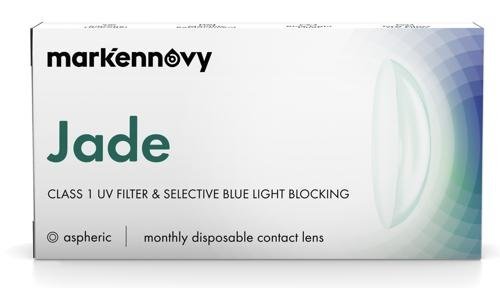 markennovy
Jade
CLASS 1 UV FILTER & SELECTIVE BLUE LIGHT BLOCKING
aspheric | monthly disposable contact lens